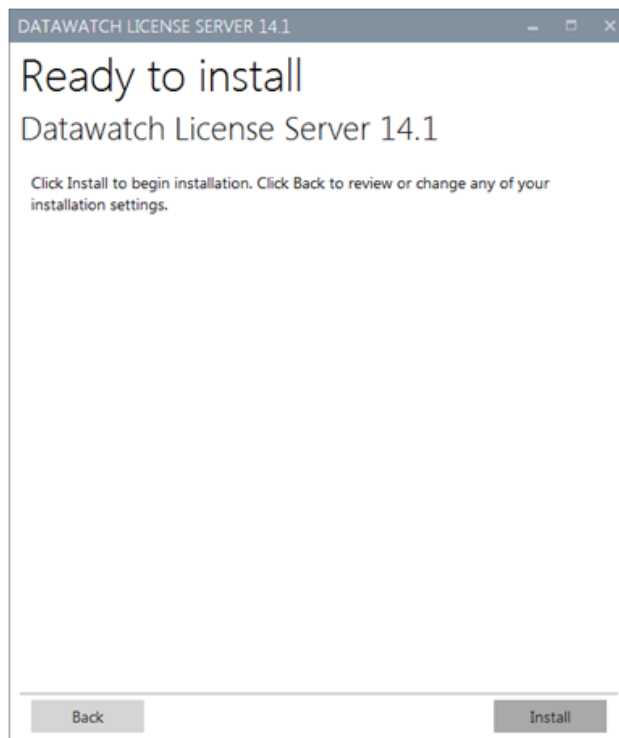 DATAWATCH LICENSE SERVER 14.1
Ready to install
Datawatch License Server 14.1
Click Install to begin installation. Click Back to review or change any of your
installation settings.
Back
Install